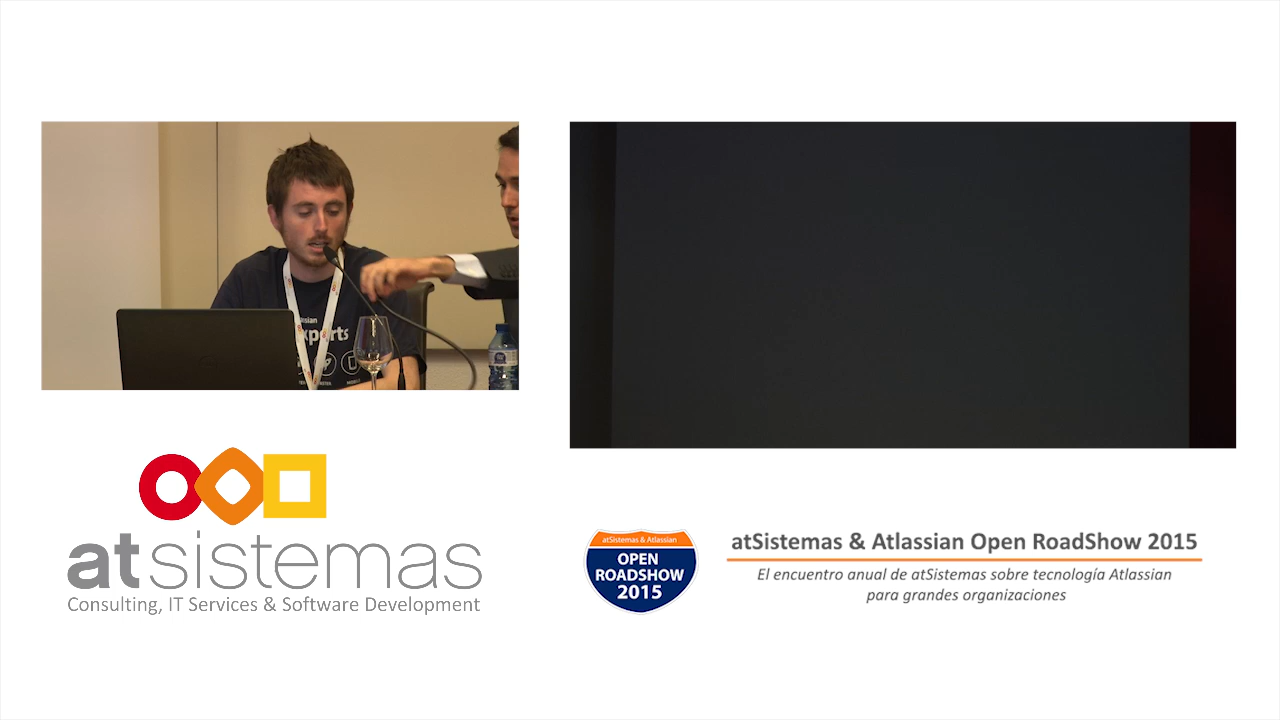 atsistemas
Consulting, IT Services & Software Development
atSistemas & Atlassian
OPEN
ROADSHOW
2015
atSistemas & Atlassian Open RoadShow 2015
El encuentro anual de atSistemas sobre tecnología Atlassian
para grandes organizaciones